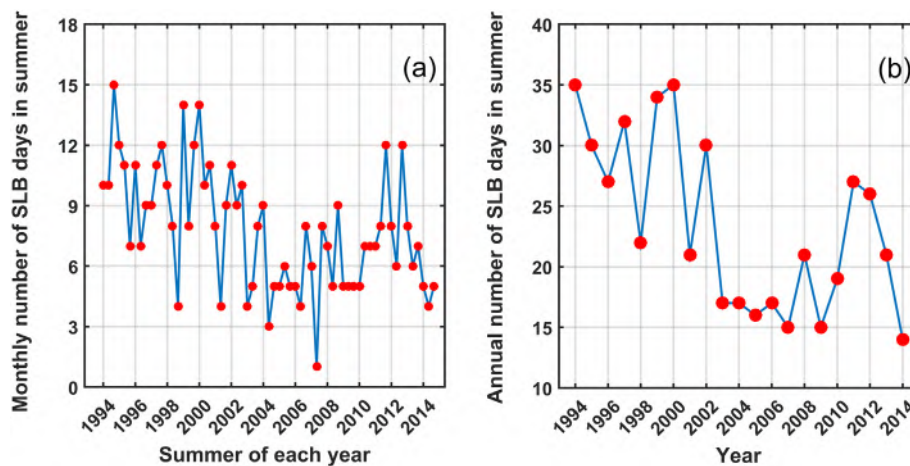 (a)
Monthly number of SLB days in summer
18
15
12
9
6
3
0
1994 1996 1998 2000 2002 2004 2006 2008 2010 2012 2014
Summer of each year
(b)
Annual number of SLB days in summer
40
35
30
25
20
15
10
1994 1996 1998 2000 2002 2004 2006 2008 2010 2012 2014
Year